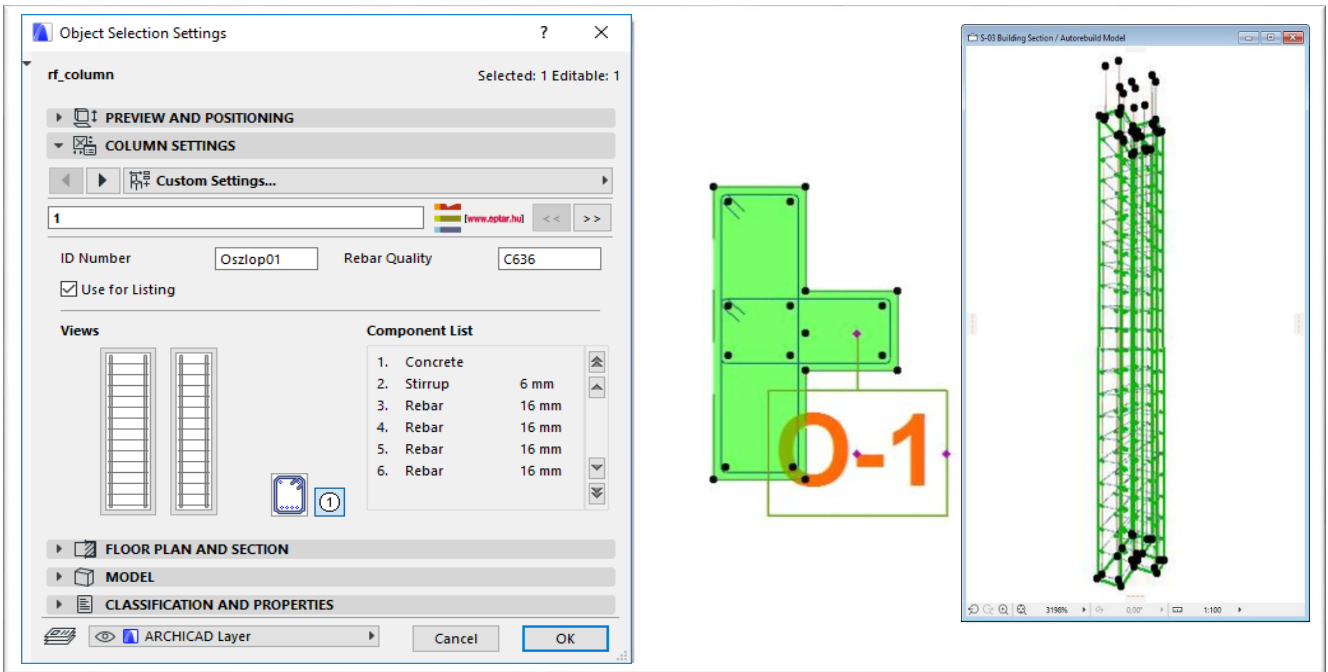 Object Selection Settings
?
rf_column
Selected: 1 Editable: 1
PREVIEW AND POSITIONING
COLUMN SETTINGS
Custom Settings...
1
[www.eptar.hu]
<<
>>
ID Number
Oszlop01
Rebar Quality
C636
Use for Listing
Views
Component List
1. Concrete
2. Stirrup 6 mm
3. Rebar 16 mm
4. Rebar 16 mm
5. Rebar 16 mm
6. Rebar 16 mm
1
FLOOR PLAN AND SECTION
MODEL
CLASSIFICATION AND PROPERTIES
ARCHICAD Layer
Cancel
OK
O-1
S-03 Building Section / Autorebuild Model
3198%
0,00°
1:100